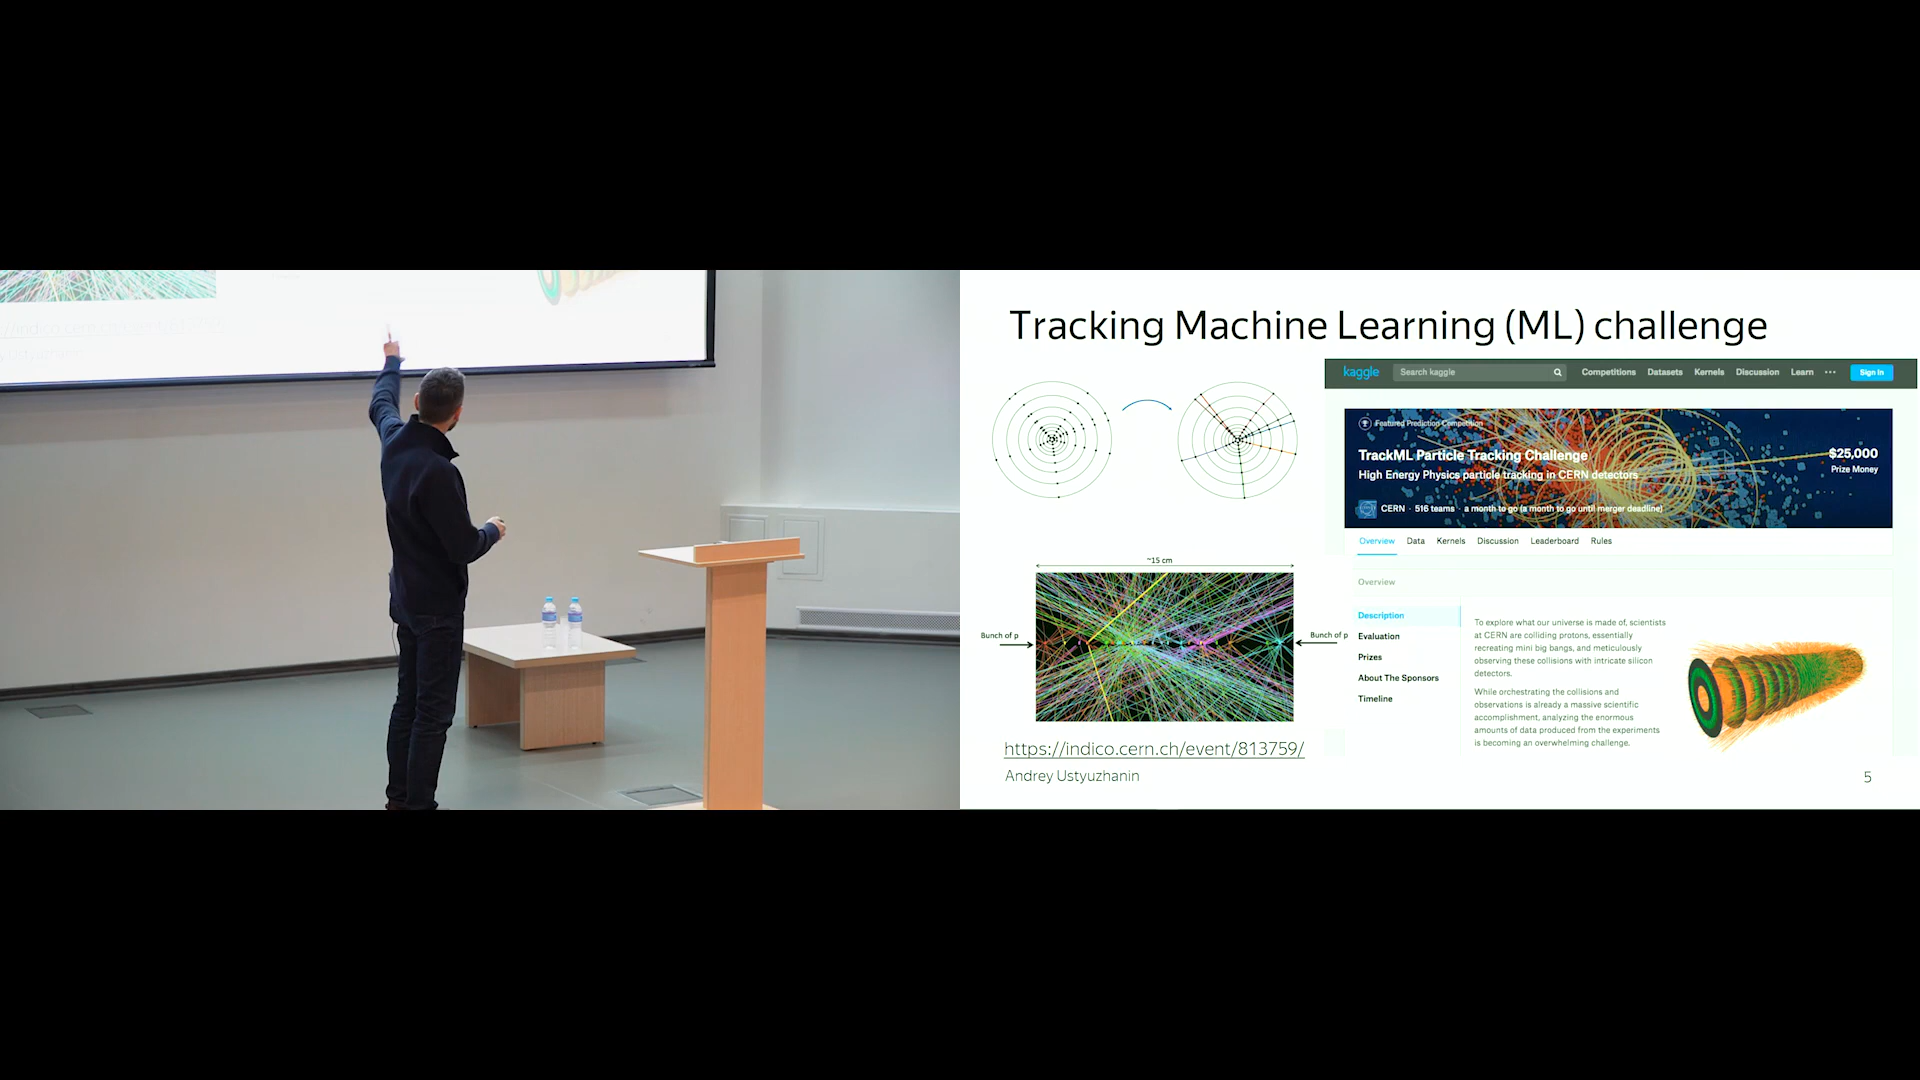 Tracking Machine Learning (ML) challenge
kaggle
Search kaggle
Competitions Datasets Kernels Discussion Learn ••• Sign In
Featured Prediction Competition
TrackML Particle Tracking Challenge
High Energy Physics particle tracking in CERN detectors
$25,000
Prize Money
CERN · 516 teams · a month to go (a month to go until merger deadline)
Overview Data Kernels Discussion Leaderboard Rules
Overview
Description
Evaluation
Prizes
About The Sponsors
Timeline
To explore what our universe is made of, scientists
at CERN are colliding protons, essentially
recreating mini big bangs, and meticulously
observing these collisions with intricate silicon
detectors.
While orchestrating the collisions and
observations is already a massive scientific
accomplishment, analyzing the enormous
amounts of data produced from the experiments
is becoming an overwhelming challenge.
~15 cm
Bunch of p
Bunch of p
https://indico.cern.ch/event/813759/
Andrey Ustyuzhanin
5